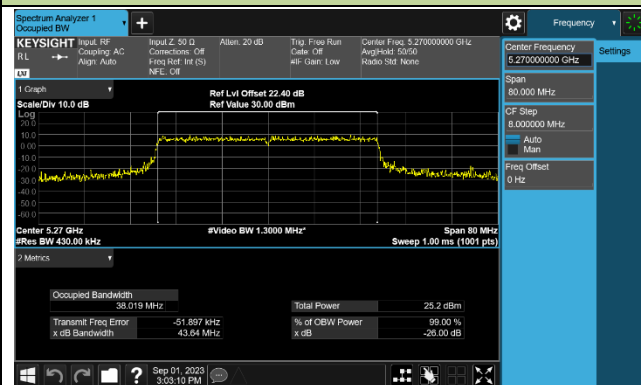 Spectrum Analyzer 1
Occupied BW
Frequency
KEYSIGHT
RL
LXI
Input: RF
Coupling: AC
Align: Auto
Input Z: 50 Ω
Corrections: Off
Freq Ref: Int (S)
NFE: Off
Atten: 20 dB
Trig: Free Run
Gate: Off
#IF Gain: Low
Center Freq: 5.270000000 GHz
Avg|Hold: 50/50
Radio Std: None
Center Frequency
5.270000000 GHz
Settings
Span
80.000 MHz
CF Step
8.000000 MHz
Auto
Man
Freq Offset
0 Hz
1 Graph
Scale/Div 10.0 dB
Ref Lvl Offset 22.40 dB
Ref Value 30.00 dBm
Log
20.0
10.0
0.00
-10.0
-20.0
-30.0
-40.0
-50.0
-60.0
Center 5.27 GHz
#Res BW 430.00 kHz
#Video BW 1.3000 MHz*
Span 80 MHz
Sweep 1.00 ms (1001 pts)
2 Metrics
Occupied Bandwidth
38.019 MHz
Total Power 25.2 dBm
Transmit Freq Error -51.897 kHz
% of OBW Power 99.00 %
x dB Bandwidth 43.64 MHz
x dB -26.00 dB
?
Sep 01, 2023
3:03:10 PM